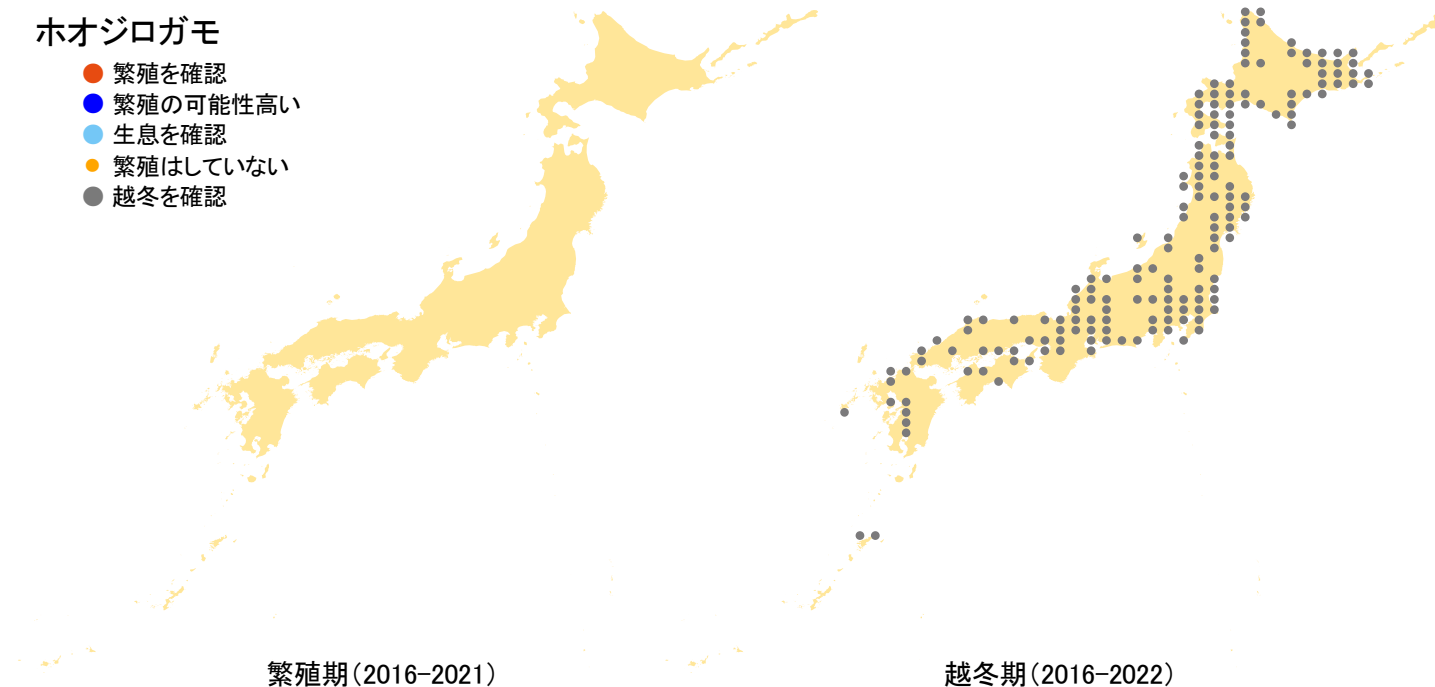 ホオジロガモ
繁殖を確認
繁殖の可能性高い
生息を確認
繁殖はしていない
越冬を確認
繁殖期(2016-2021)
越冬期(2016-2022)